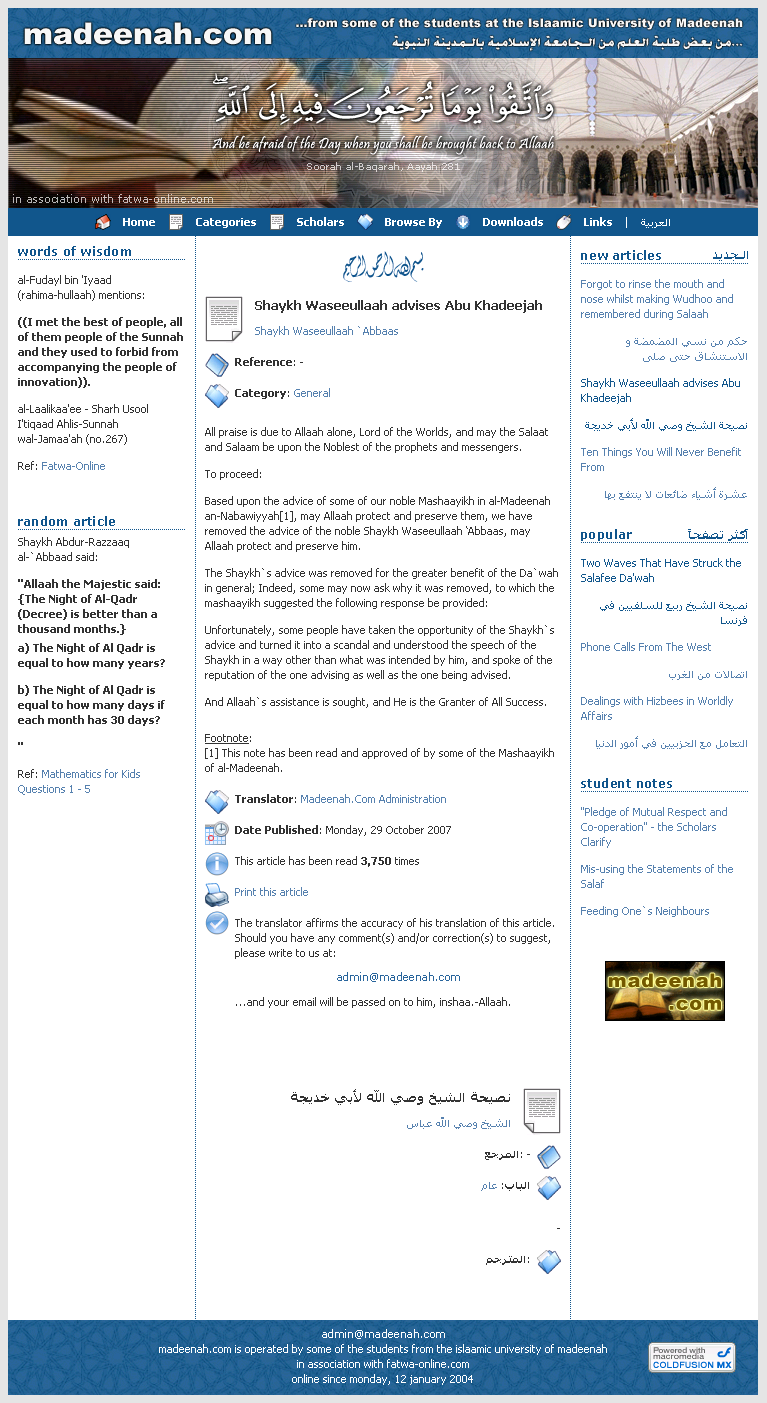 madeenah.com
...from some of the students at the Islaamic University of Madeenah
من بعض طلبة العلم من الجامعة الإسلامية بالمدينة النبوية...
وَاتَّقُوا۟ يَوْمًا تُرْجَعُونَ فِيهِ إِلَى ٱللَّهِ ۖ
And be afraid of the Day when you shall be brought back to Allaah
Soorah al-Baqarah, Aayah 281
in association with fatwa-online.com
Home Categories Scholars Browse By Downloads Links | العربية
words of wisdom
al-Fudayl bin 'Iyaad
(rahima-hullaah) mentions:
((I met the best of people, all
of them people of the Sunnah
and they used to forbid from
accompanying the people of
innovation)).
al-Laalikaa'ee - Sharh Usool
I'tiqaad Ahlis-Sunnah
wal-Jamaa'ah (no.267)
Ref: Fatwa-Online
random article
Shaykh Abdur-Razzaaq
al-`Abbaad said:
"Allaah the Majestic said:
{The Night of Al-Qadr
(Decree) is better than a
thousand months.}
a) The Night of Al Qadr is
equal to how many years?
b) The Night of Al Qadr is
equal to how many days if
each month has 30 days?
"
Ref: Mathematics for Kids
Questions 1 - 5
بسم الله الرحمن الرحيم
Shaykh Waseeullaah advises Abu Khadeejah
Shaykh Waseeullaah `Abbaas
Reference: -
Category: General
All praise is due to Allaah alone, Lord of the Worlds, and may the Salaat
and Salaam be upon the Noblest of the prophets and messengers.
To proceed:
Based upon the advice of some of our noble Mashaayikh in al-Madeenah
an-Nabawiyyah[1], may Allaah protect and preserve them, we have
removed the advice of the noble Shaykh Waseeullaah `Abbaas, may
Allaah protect and preserve him.
The Shaykh`s advice was removed for the greater benefit of the Da`wah
in general; Indeed, some may now ask why it was removed, to which the
mashaayikh suggested the following response be provided:
Unfortunately, some people have taken the opportunity of the Shaykh`s
advice and turned it into a scandal and understood the speech of the
Shaykh in a way other than what was intended by him, and spoke of the
reputation of the one advising as well as the one being advised.
And Allaah`s assistance is sought, and He is the Granter of All Success.
Footnote:
[1] This note has been read and approved of by some of the Mashaayikh
of al-Madeenah.
Translator: Madeenah.Com Administration
Date Published: Monday, 29 October 2007
This article has been read 3,750 times
Print this article
The translator affirms the accuracy of his translation of this article.
Should you have any comment(s) and/or correction(s) to suggest,
please write to us at:
admin@madeenah.com
...and your email will be passed on to him, inshaa.-Allaah.
نصيحة الشيخ وصي الله لأبي خديجة
الشيخ وصي الله عباس
المرجع: -
الباب: عام
-
المترجم:
new articles الجديد
Forgot to rinse the mouth and
nose whilst making Wudhoo and
remembered during Salaah
حكم من نسي المضمضة و
الاستنشاق حتى صلى
Shaykh Waseeullaah advises Abu
Khadeejah
نصيحة الشيخ وصي الله لأبي خديجة
Ten Things You Will Never Benefit
From
عشرة أشياء ضائعات لا ينتفع بها
popular أكثر تصفحاً
Two Waves That Have Struck the
Salafee Da'wah
نصيحة الشيخ ربيع للسلفيين في
فرنسا
Phone Calls From The West
اتصالات من الغرب
Dealings with Hizbees in Worldly
Affairs
التعامل مع الحزبيين في أمور الدنيا
student notes
"Pledge of Mutual Respect and
Co-operation" - the Scholars
Clarify
Mis-using the Statements of the
Salaf
Feeding One`s Neighbours
madeenah
.com
admin@madeenah.com
madeenah.com is operated by some of the students from the islaamic university of madeenah
in association with fatwa-online.com
online since monday, 12 january 2004
Powered with
macromedia
COLDFUSION MX